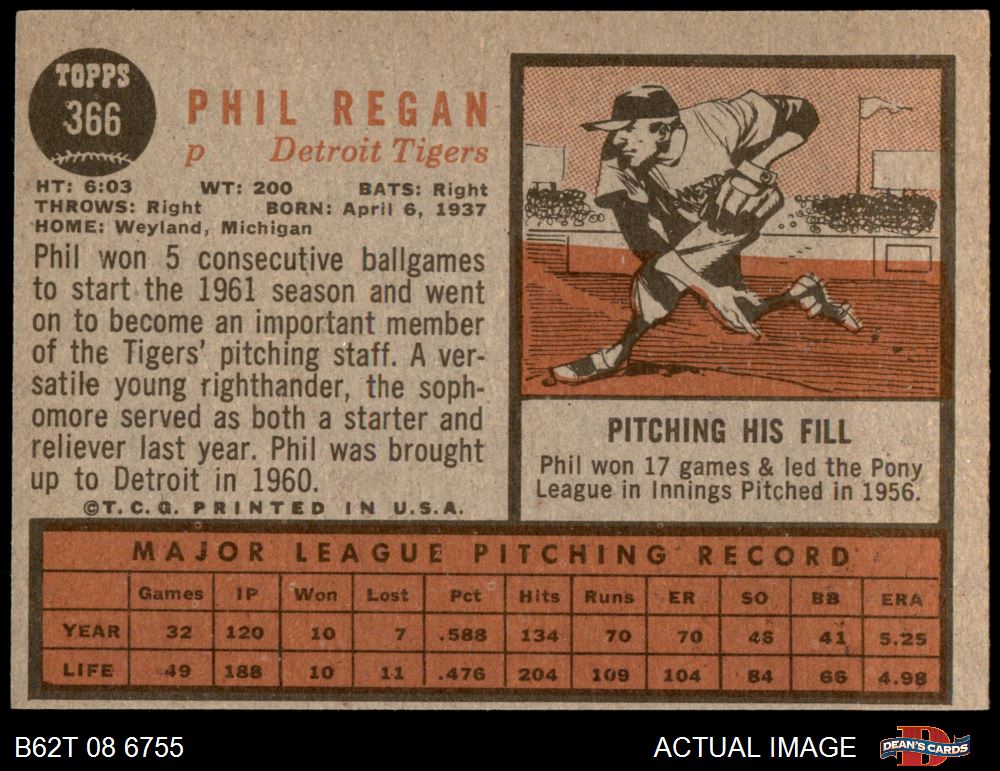 TOPPS
366
PHIL REGAN
p Detroit Tigers
HT: 6:03 WT: 200 BATS: Right
THROWS: Right BORN: April 6, 1937
HOME: Weyland, Michigan
Phil won 5 consecutive ballgames
to start the 1961 season and went
on to become an important member
of the Tigers' pitching staff. A ver-
satile young righthander, the soph-
omore served as both a starter and
reliever last year. Phil was brought
up to Detroit in 1960.
©T.C.G. PRINTED IN U.S.A.
PITCHING HIS FILL
Phil won 17 games & led the Pony
League in Innings Pitched in 1956.
MAJOR LEAGUE PITCHING RECORD
Games IP Won Lost Pct Hits Runs ER SO BB ERA
YEAR 32 120 10 7 .588 134 70 70 46 41 5.25
LIFE 49 188 10 11 .476 204 109 104 84 66 4.98
B62T 08 6755
ACTUAL IMAGE
DEAN'S CARDS